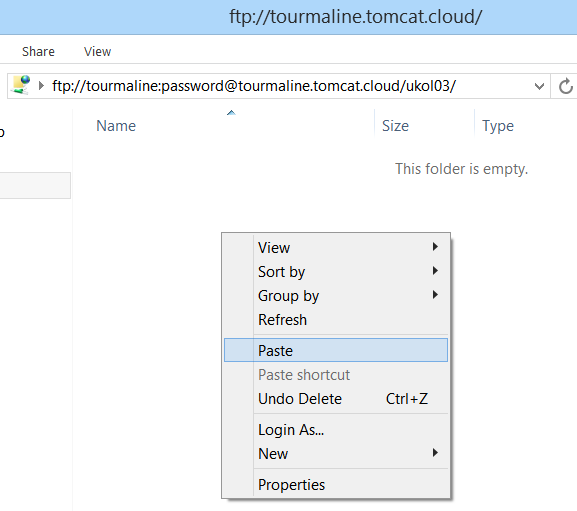 ftp://tourmaline.tomcat.cloud/
Share View
ftp://tourmaline:password@tourmaline.tomcat.cloud/ukol03/
Name Size Type
This folder is empty.
View
Sort by
Group by
Refresh
Paste
Paste shortcut
Undo Delete Ctrl+Z
Login As...
New
Properties